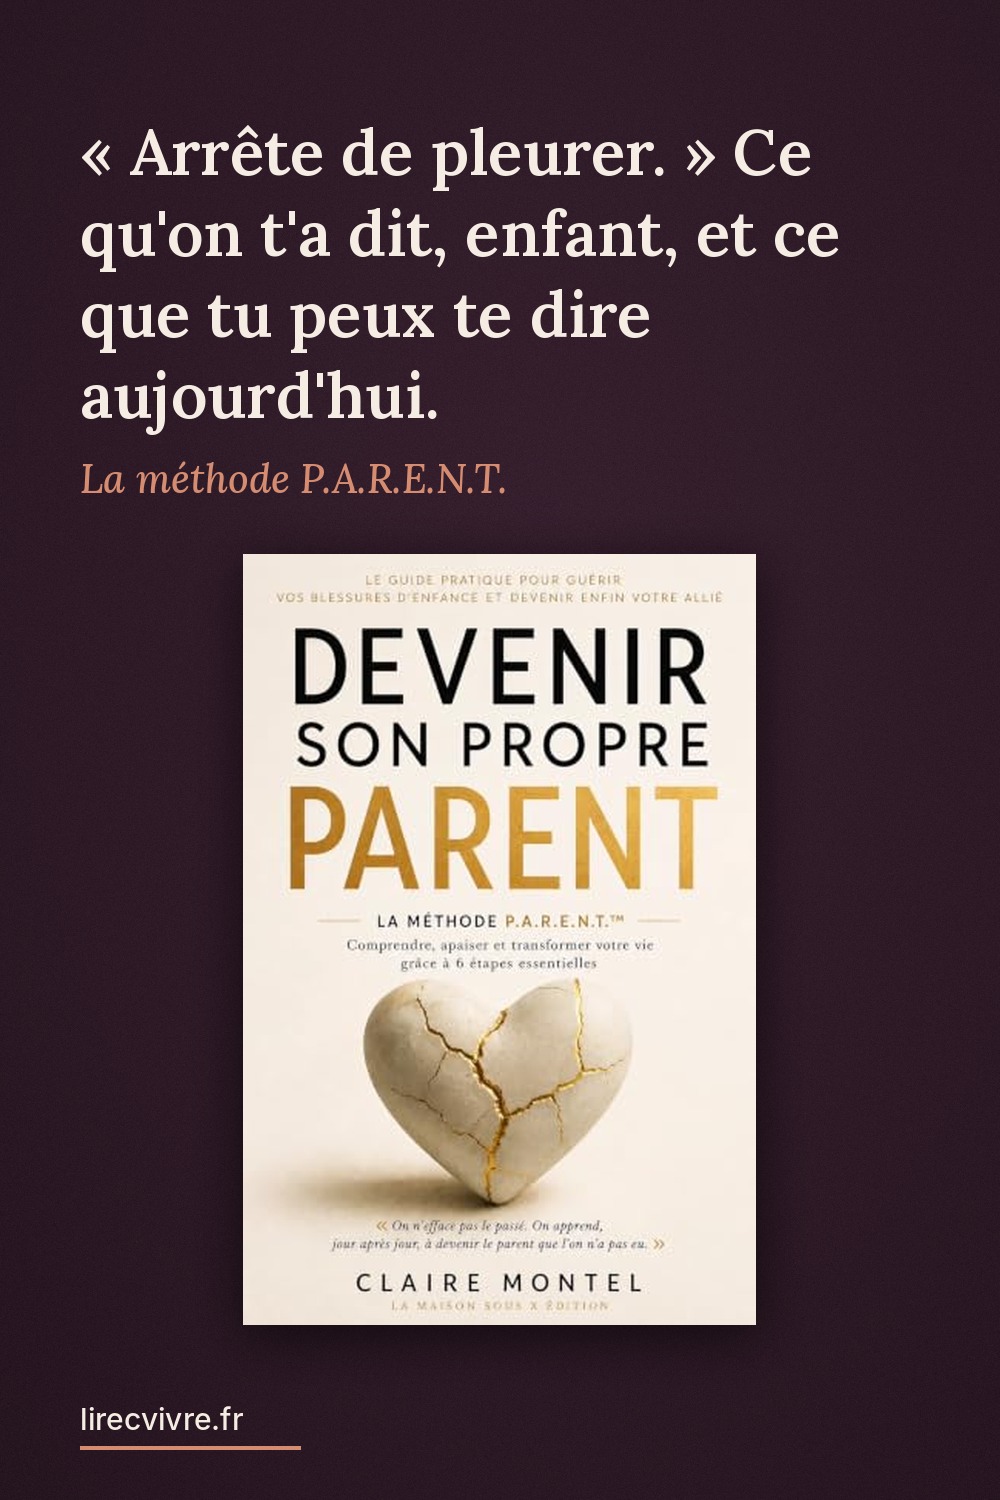 « Arrête de pleurer. » Ce
qu'on t'a dit, enfant, et ce
que tu peux te dire
aujourd'hui.
La méthode P.A.R.E.N.T.
LE GUIDE PRATIQUE POUR GUÉRIR
VOS BLESSURES D'ENFANCE ET DEVENIR ENFIN VOTRE ALLIÉ
DEVENIR
SON PROPRE
PARENT
LA MÉTHODE P.A.R.E.N.T.™
Comprendre, apaiser et transformer votre vie
grâce à 6 étapes essentielles
« On n'efface pas le passé. On apprend,
jour après jour, à devenir le parent que l'on n'a pas eu. »
CLAIRE MONTEL
LA MAISON SOUS X ÉDITION
lirecvivre.fr